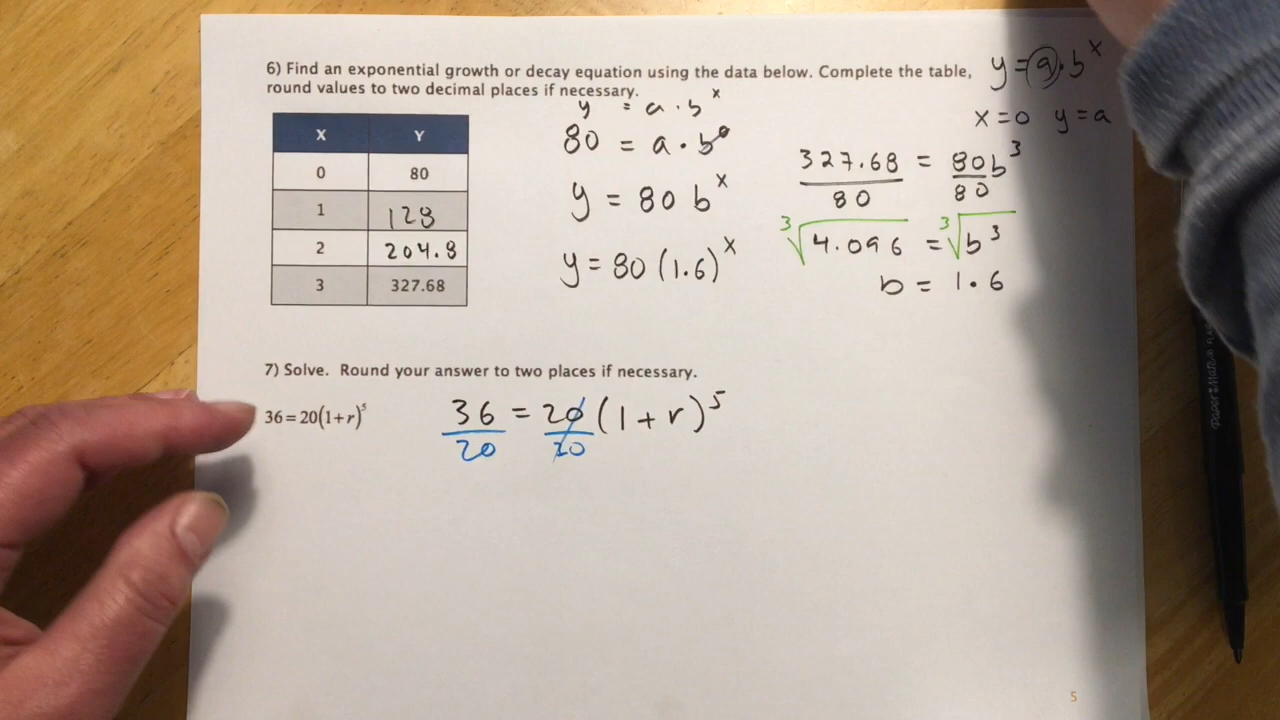 6) Find an exponential growth or decay equation using the data below. Complete the table,
round values to two decimal places if necessary.
X Y
0 80
1 128
2 204.8
3 327.68
y = a · b^x
80 = a · b^0
y = 80 b^x
y = 80 (1.6)^x
y = a · b^x
x = 0 y = a
327.68 = 80b^3
80 80
∛4.096 = ∛b^3
b = 1.6
7) Solve. Round your answer to two places if necessary.
36=20(1+r)^5
36 = 20 (1 + r)^5
20 20
5